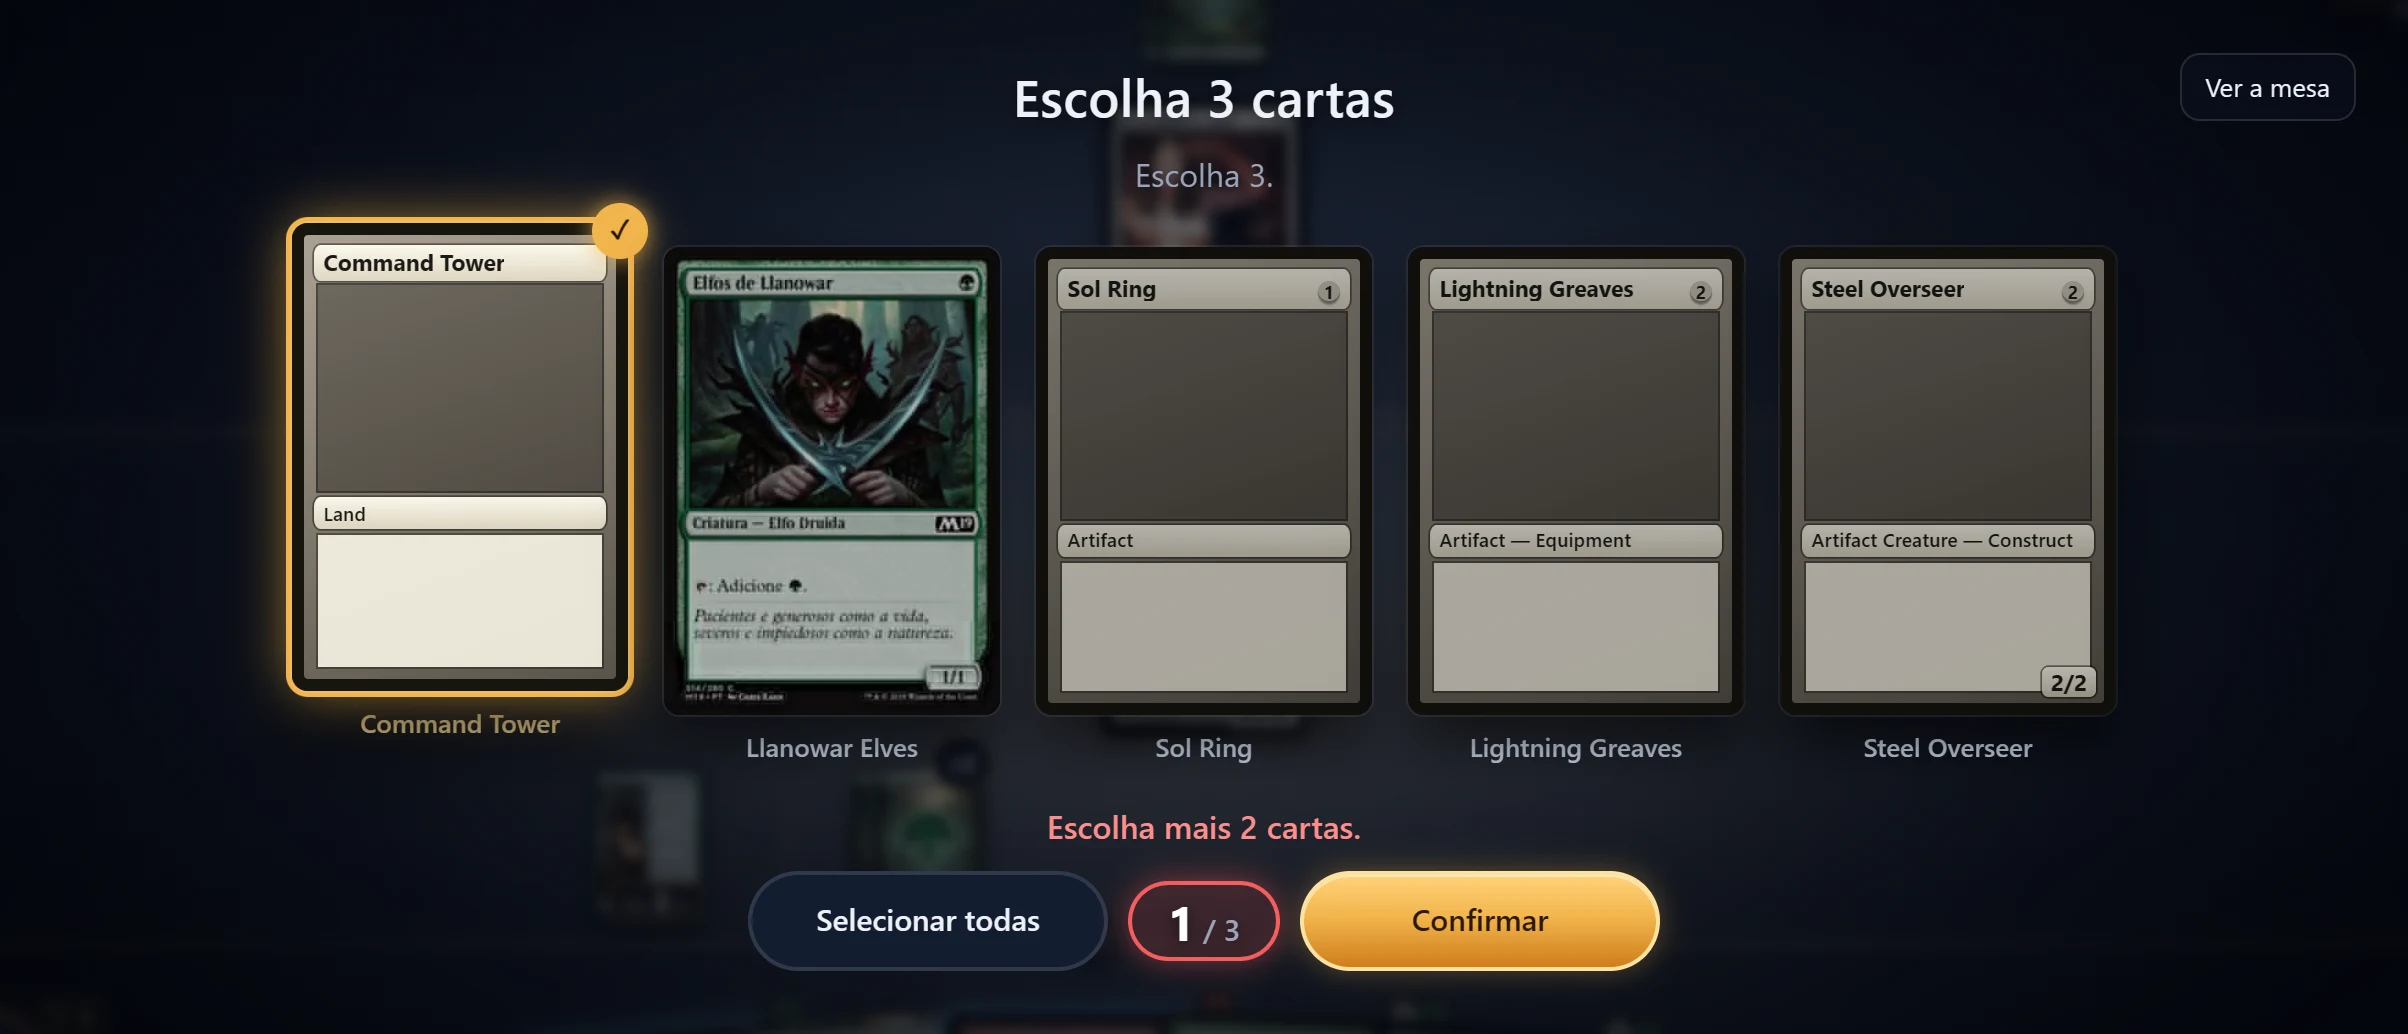 Escolha 3 cartas
Ver a mesa
Escolha 3.
Command Tower
Land
Command Tower
Elfos de Llanowar
Criatura — Elfo Druida
M19
: Adicione
Pacientes e generosos como a vida,
severos e impiedosos como a natureza.
1/1
Llanowar Elves
Sol Ring
1
Artifact
Sol Ring
Lightning Greaves
2
Artifact — Equipment
Lightning Greaves
Steel Overseer
2
Artifact Creature — Construct
2/2
Steel Overseer
Escolha mais 2 cartas.
Selecionar todas
1 / 3
Confirmar